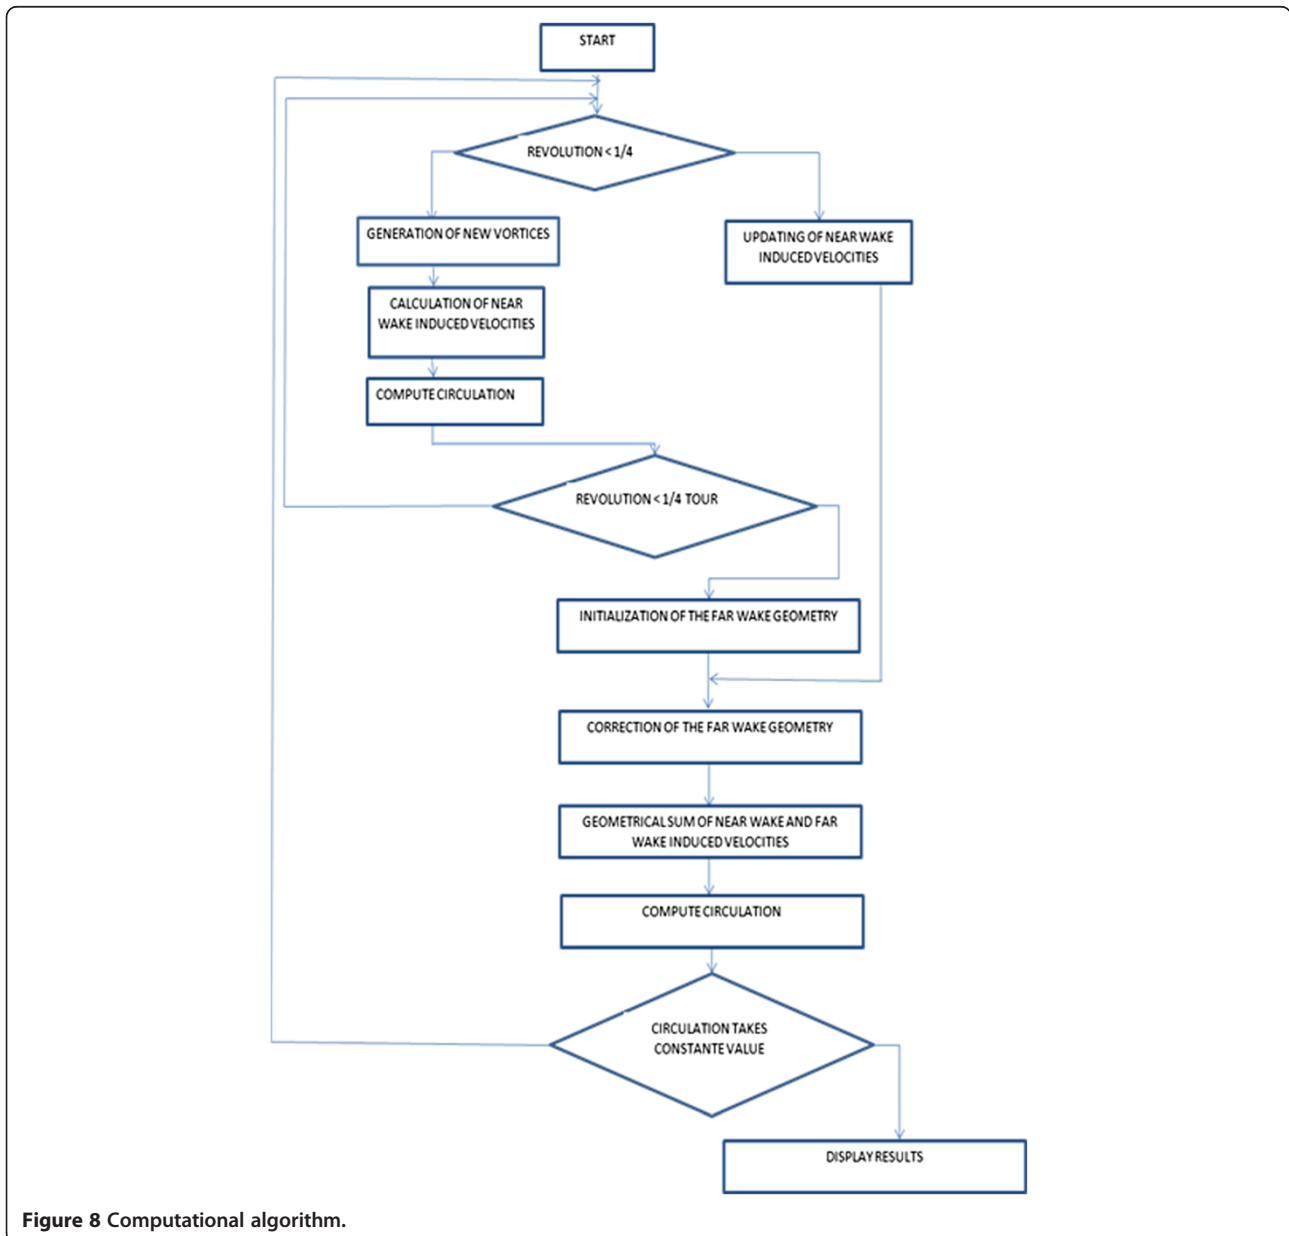 START
REVOLUTION < 1/4
GENERATION OF NEW VORTICES
UPDATING OF NEAR WAKE
INDUCED VELOCITIES
CALCULATION OF NEAR
WAKE INDUCED VELOCITIES
COMPUTE CIRCULATION
REVOLUTION < 1/4 TOUR
INITIALIZATION OF THE FAR WAKE GEOMETRY
CORRECTION OF THE FAR WAKE GEOMETRY
GEOMETRICAL SUM OF NEAR WAKE AND FAR
WAKE INDUCED VELOCITIES
COMPUTE CIRCULATION
CIRCULATION TAKES
CONSTANTE VALUE
DISPLAY RESULTS
Figure 8 Computational algorithm.